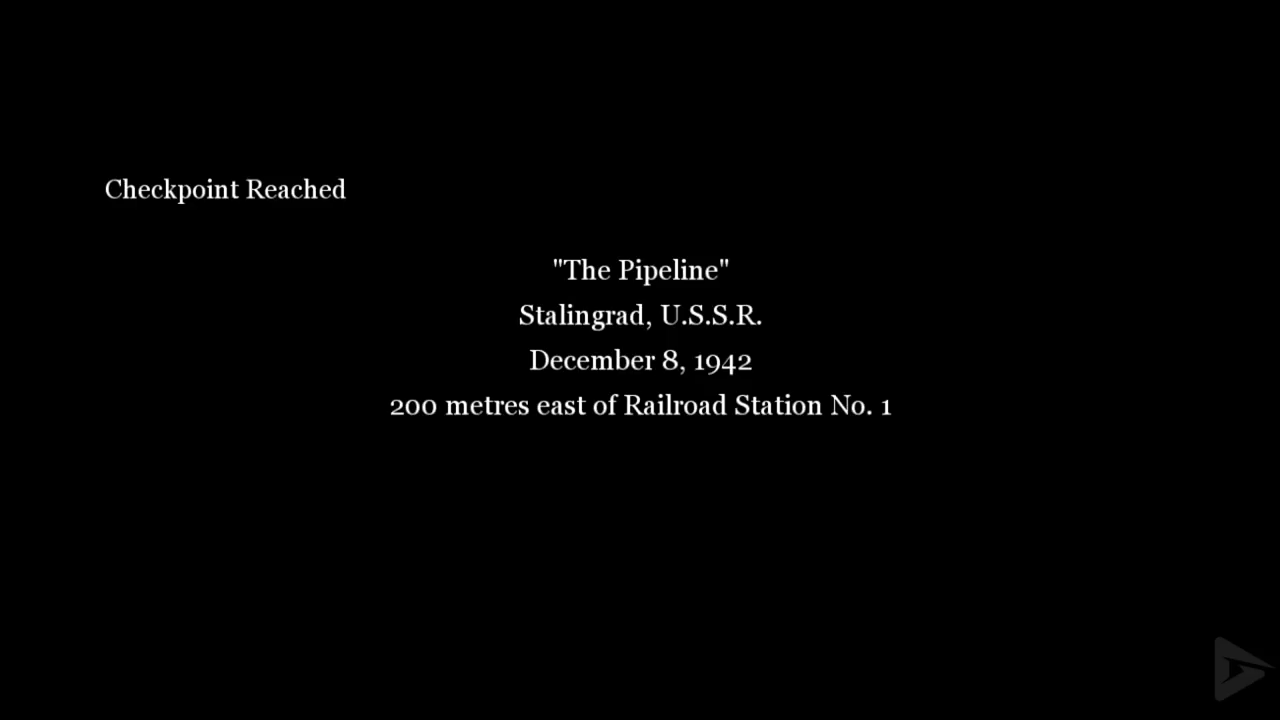 Checkpoint Reached
"The Pipeline"
Stalingrad, U.S.S.R.
December 8, 1942
200 metres east of Railroad Station No. 1